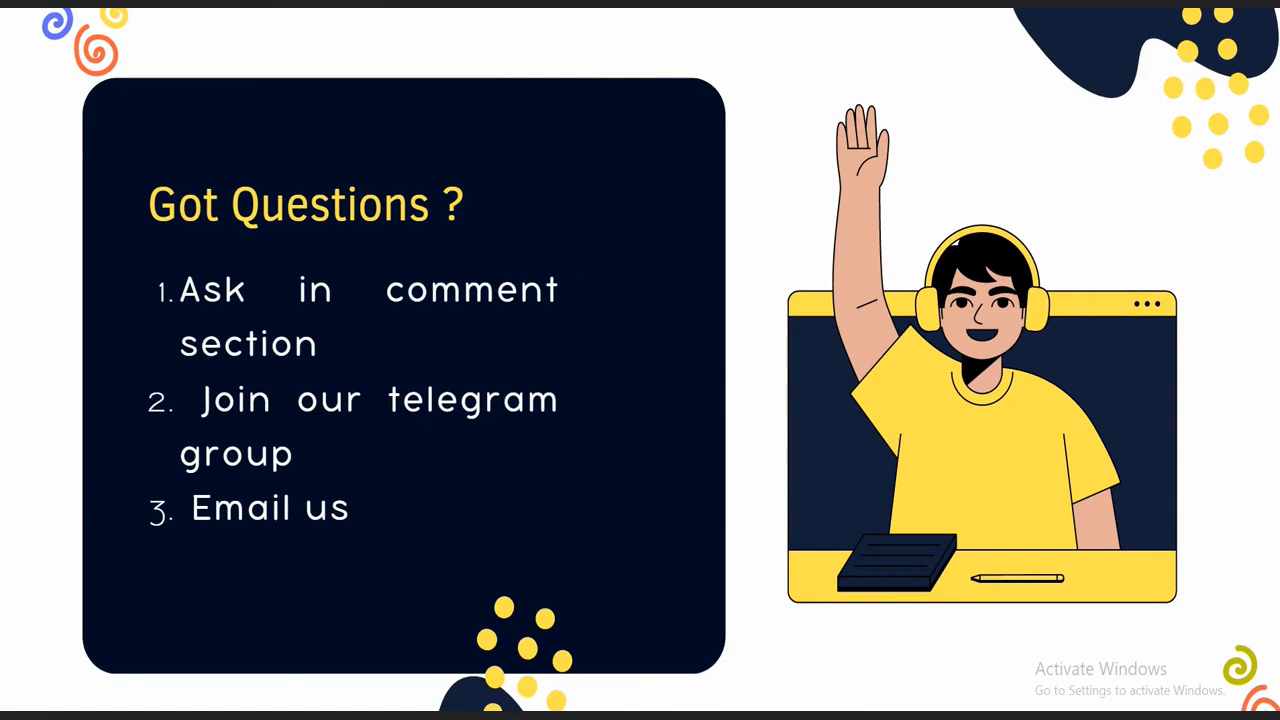 Got Questions ?
1. Ask in comment
section
2. Join our telegram
group
3. Email us
Activate Windows
Go to Settings to activate Windows.